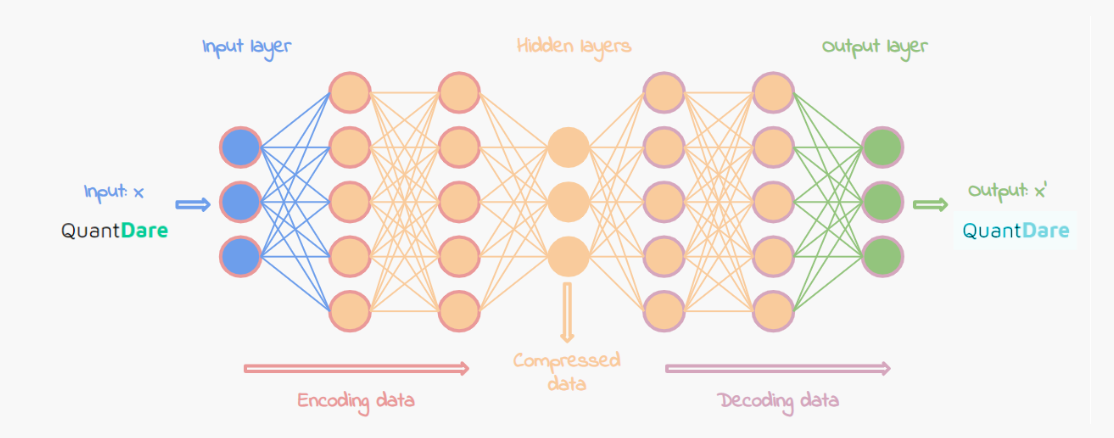 Input layer
Hidden layers
Output layer
Input: x
QuantDare
Output: x'
QuantDare
Compressed
data
Encoding data
Decoding data